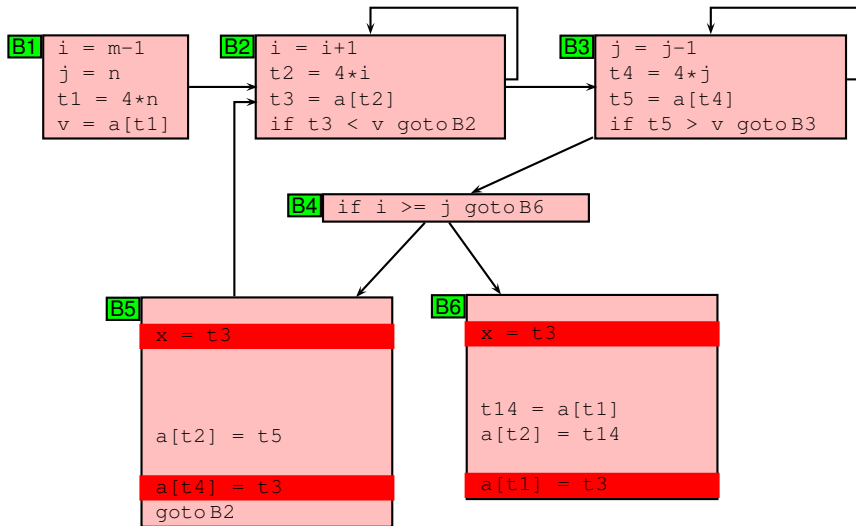 B1
i = m-1
j = n
t1 = 4*n
v = a[t1]
B2
i = i+1
t2 = 4*i
t3 = a[t2]
if t3 < v goto B2
B3
j = j-1
t4 = 4*j
t5 = a[t4]
if t5 > v goto B3
B4
if i >= j goto B6
B5
x = t3
a[t2] = t5
a[t4] = t3
goto B2
B6
x = t3
t14 = a[t1]
a[t2] = t14
a[t1] = t3